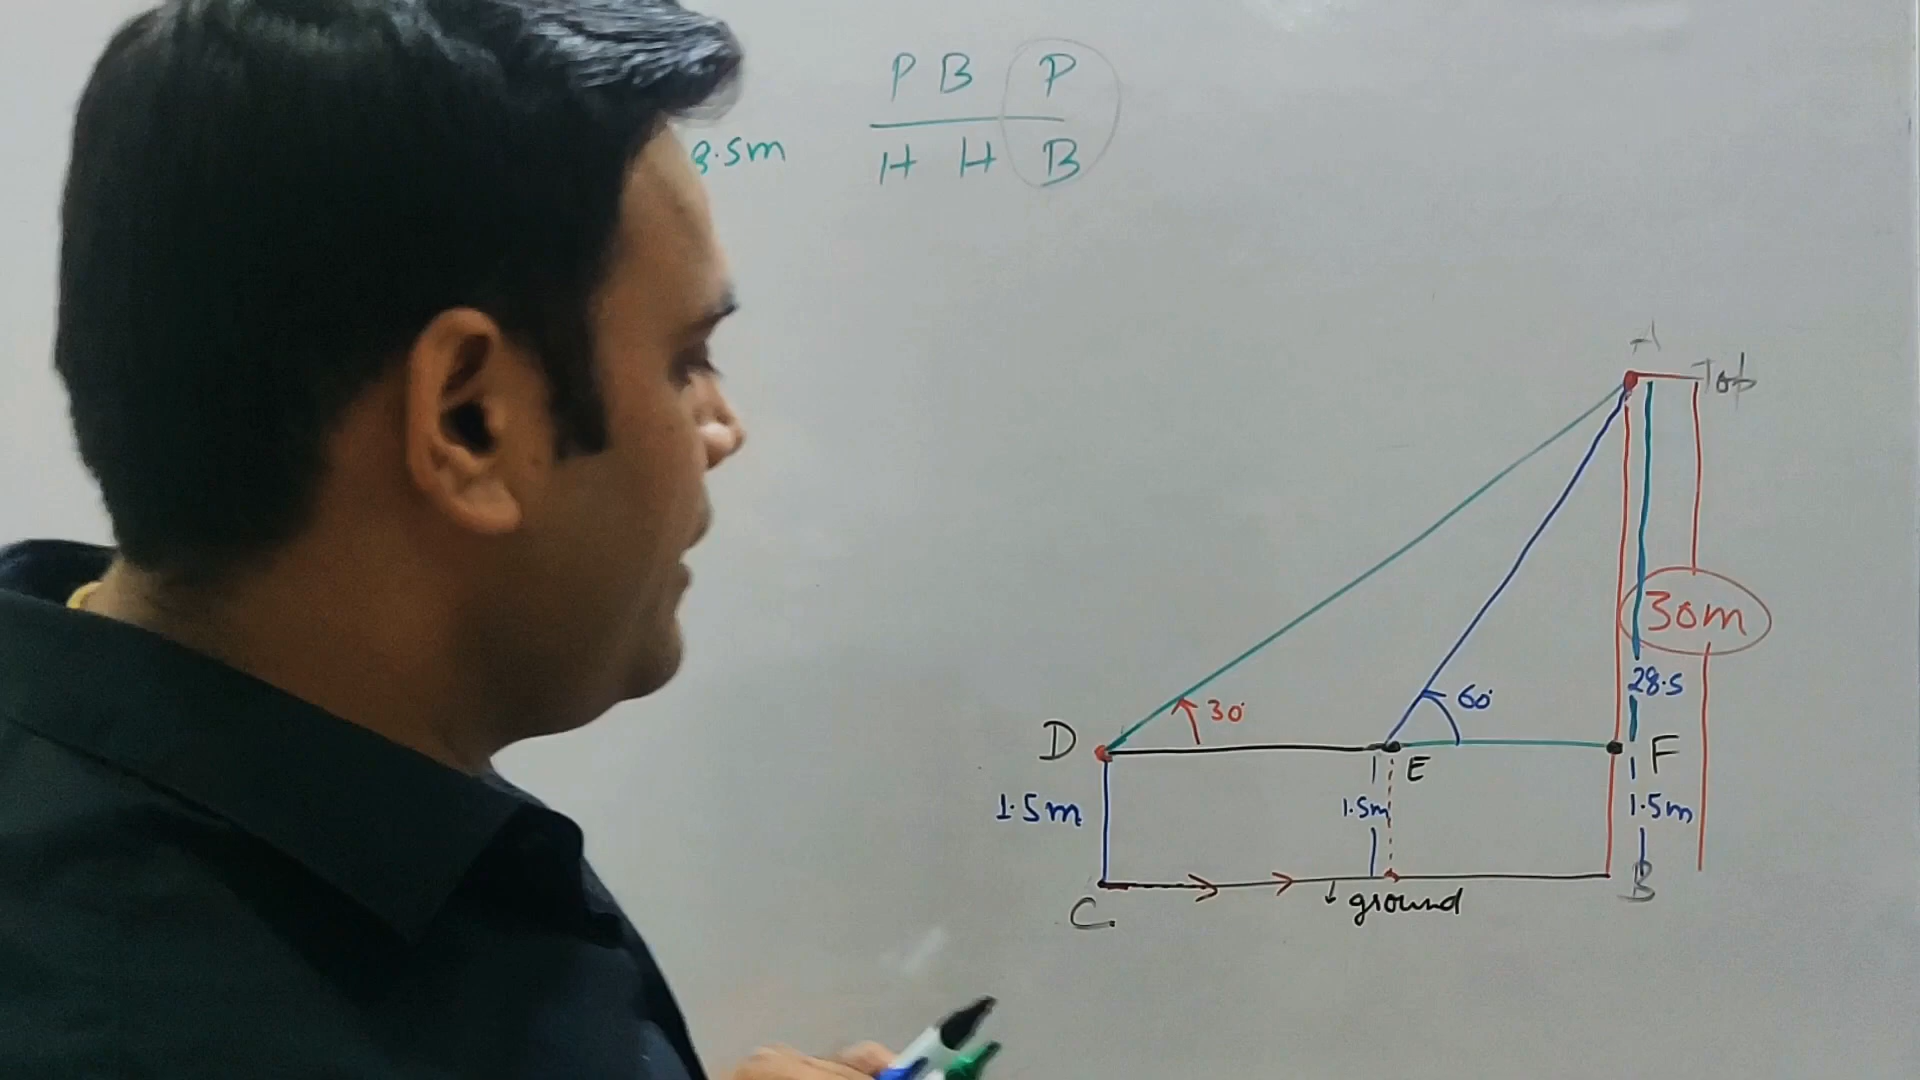 P B P
8.5m
H H B
A
Top
30m
28.5
30° 60°
D E F
1.5m 1.5m 1.5m
C B
ground